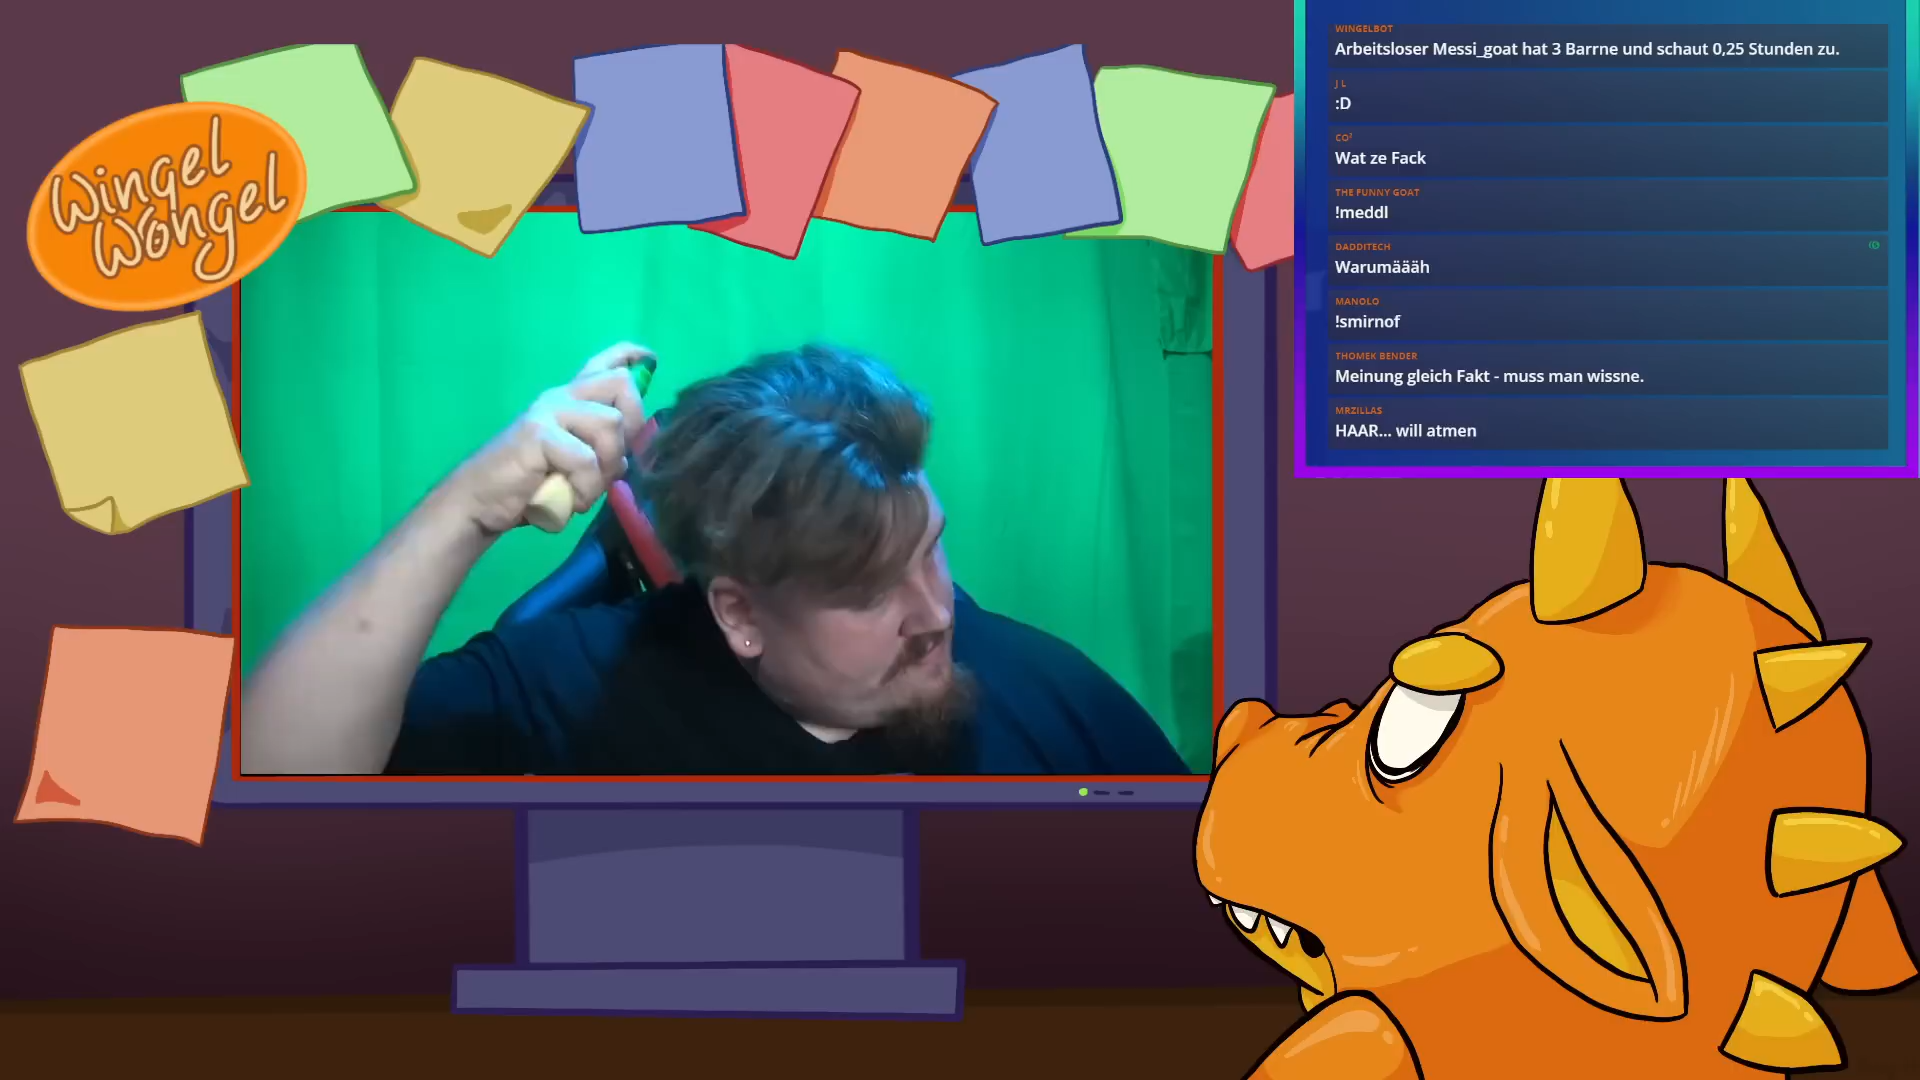 Wingel
Wongel
WINGELBOT
Arbeitsloser Messi_goat hat 3 Barrne und schaut 0,25 Stunden zu.
J L
:D
CO²
Wat ze Fack
THE FUNNY GOAT
!meddl
DADDITECH
Warumäääh
MANOLO
!smirnof
THOMEK BENDER
Meinung gleich Fakt - muss man wissne.
MRZILLAS
HAAR... will atmen